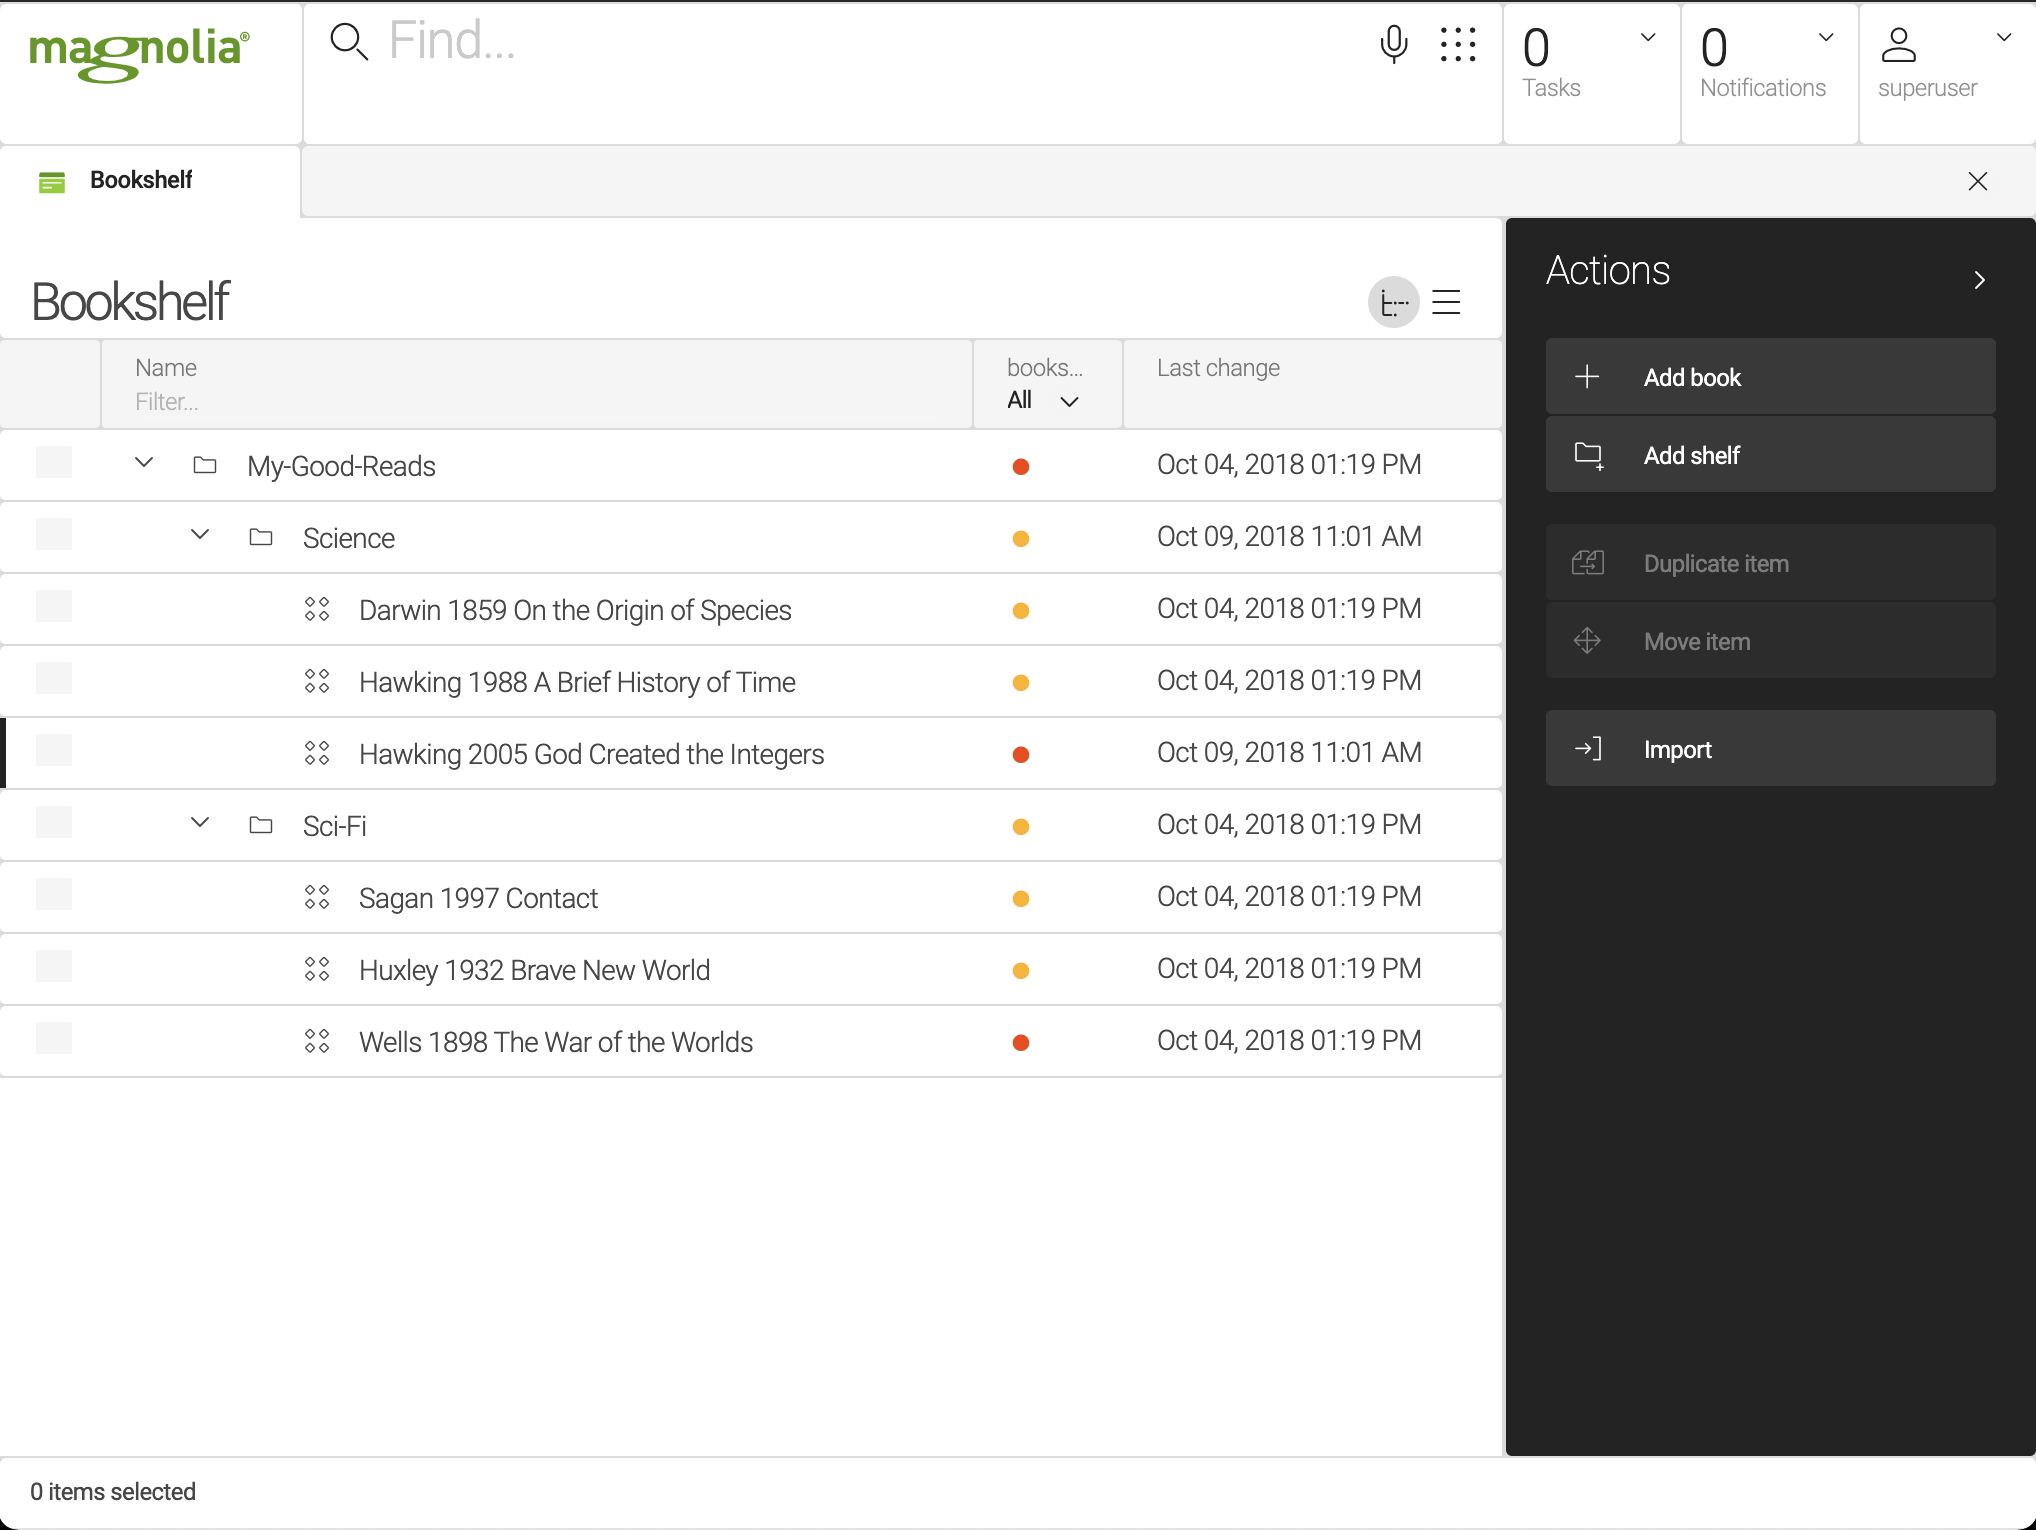 magnolia®
Find...
0
Tasks
0
Notifications
superuser
Bookshelf
Bookshelf
Name
Filter...
books...
All
Last change
My-Good-Reads
Oct 04, 2018 01:19 PM
Science
Oct 09, 2018 11:01 AM
Darwin 1859 On the Origin of Species
Oct 04, 2018 01:19 PM
Hawking 1988 A Brief History of Time
Oct 04, 2018 01:19 PM
Hawking 2005 God Created the Integers
Oct 09, 2018 11:01 AM
Sci-Fi
Oct 04, 2018 01:19 PM
Sagan 1997 Contact
Oct 04, 2018 01:19 PM
Huxley 1932 Brave New World
Oct 04, 2018 01:19 PM
Wells 1898 The War of the Worlds
Oct 04, 2018 01:19 PM
Actions
Add book
Add shelf
Duplicate item
Move item
Import
0 items selected